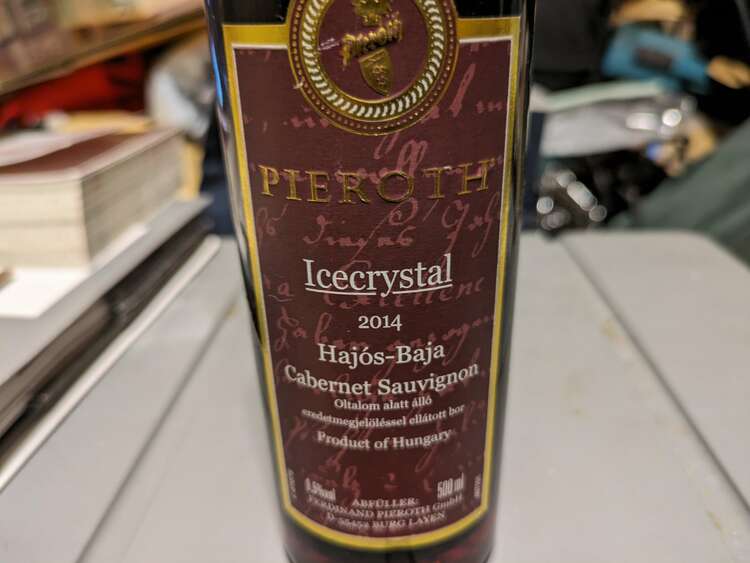 PIEROTH
PIEROTH
Icecrystal
2014
Hajós-Baja
Cabernet Sauvignon
Oltalom alatt álló
eredetmegjelöléssel ellátott bor
Product of Hungary
500 ml
ABFÜLLER:
FERDINAND PIEROTH GmbH
D-55452 BURG LAYEN